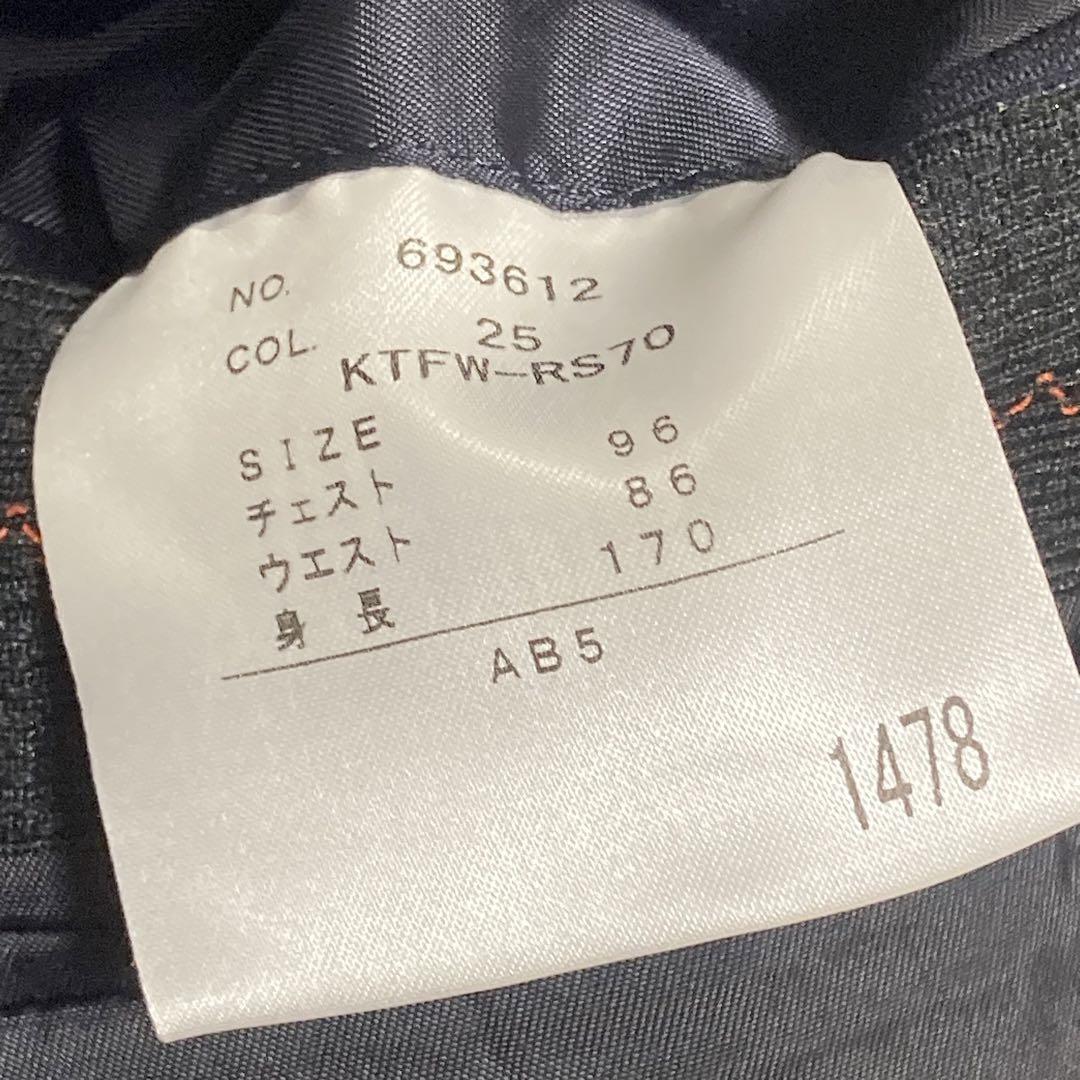 NO. 693612
COL. 25
KTFW-RS70
SIZE
チェスト 96
ウエスト 86
身長 170
AB5
1478